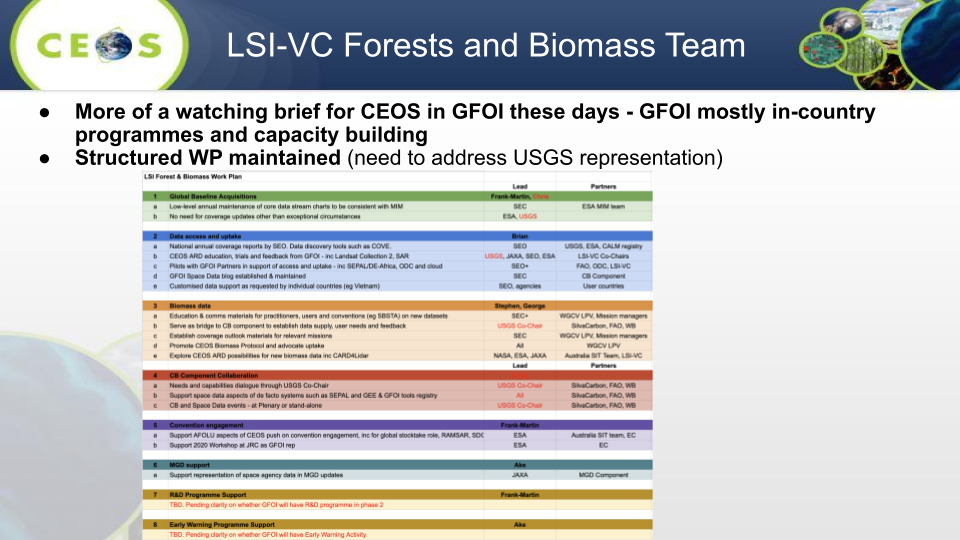 CEOS
LSI-VC Forests and Biomass Team
● More of a watching brief for CEOS in GFOI these days - GFOI mostly in-country
programmes and capacity building
● Structured WP maintained (need to address USGS representation)
LSI Forest & Biomass Work Plan
Lead Partners
1 Global Baseline Acquisitions Frank-Martin, Chris
a Low-level annual maintenance of core data stream charts to be consistent with MIM SEC ESA MIM team
b No need for coverage updates other than exceptional circumstances ESA, USGS
2 Data access and uptake Brian
a National annual coverage reports by SEO. Data discovery tools such as COVE. SEO USGS, ESA, CALM registry
b CEOS ARD education, trials and feedback from GFOI - inc Landsat Collection 2, SAR USGS, JAXA, SEO, ESA LSI-VC Co-Chairs
c Pilots with GFOI Partners in support of access and uptake - inc SEPAL/DE-Africa, ODC and cloud SEO+ FAO, ODC, LSI-VC
d GFOI Space Data blog established & maintained SEC CB Component
e Customised data support as requested by individual countries (eg Vietnam) SEO, agencies User countries
3 Biomass data Stephen, George
a Education & comms materials for practitioners, users and conventions (eg SBSTA) on new datasets SEC+ WGCV LPV, Mission managers
b Serve as bridge to CB component to establish data supply, user needs and feedback USGS Co-Chair SilvaCarbon, FAO, WB
c Establish coverage outlook materials for relevant missions SEC WGCV LPV, Mission managers
d Promote CEOS Biomass Protocol and advocate uptake All WGCV LPV
e Explore CEOS ARD possibilities for new biomass data inc CARD4Lidar NASA, ESA, JAXA Australia SIT Team, LSI-VC
Lead Partners
4 CB Component Collaboration
a Needs and capabilities dialogue through USGS Co-Chair USGS Co-Chair SilvaCarbon, FAO, WB
b Support space data aspects of de facto systems such as SEPAL and GEE & GFOI tools registry All SilvaCarbon, FAO, WB
c CB and Space Data events - at Plenary or stand-alone USGS Co-Chair SilvaCarbon, FAO, WB
5 Convention engagement Frank-Martin
a Support AFOLU aspects of CEOS push on convention engagement, inc for global stocktake role, RAMSAR, SDG ESA Australia SIT team, EC
b Support 2020 Workshop at JRC as GFOI rep ESA EC
6 MGD support Ake
a Support representation of space agency data in MGD updates JAXA MGD Component
7 R&D Programme Support Frank-Martin
TBD. Pending clarity on whether GFOI will have R&D programme in phase 2
8 Early Warning Programme Support Ake
TBD. Pending clarity on whether GFOI will have Early Warning Activity